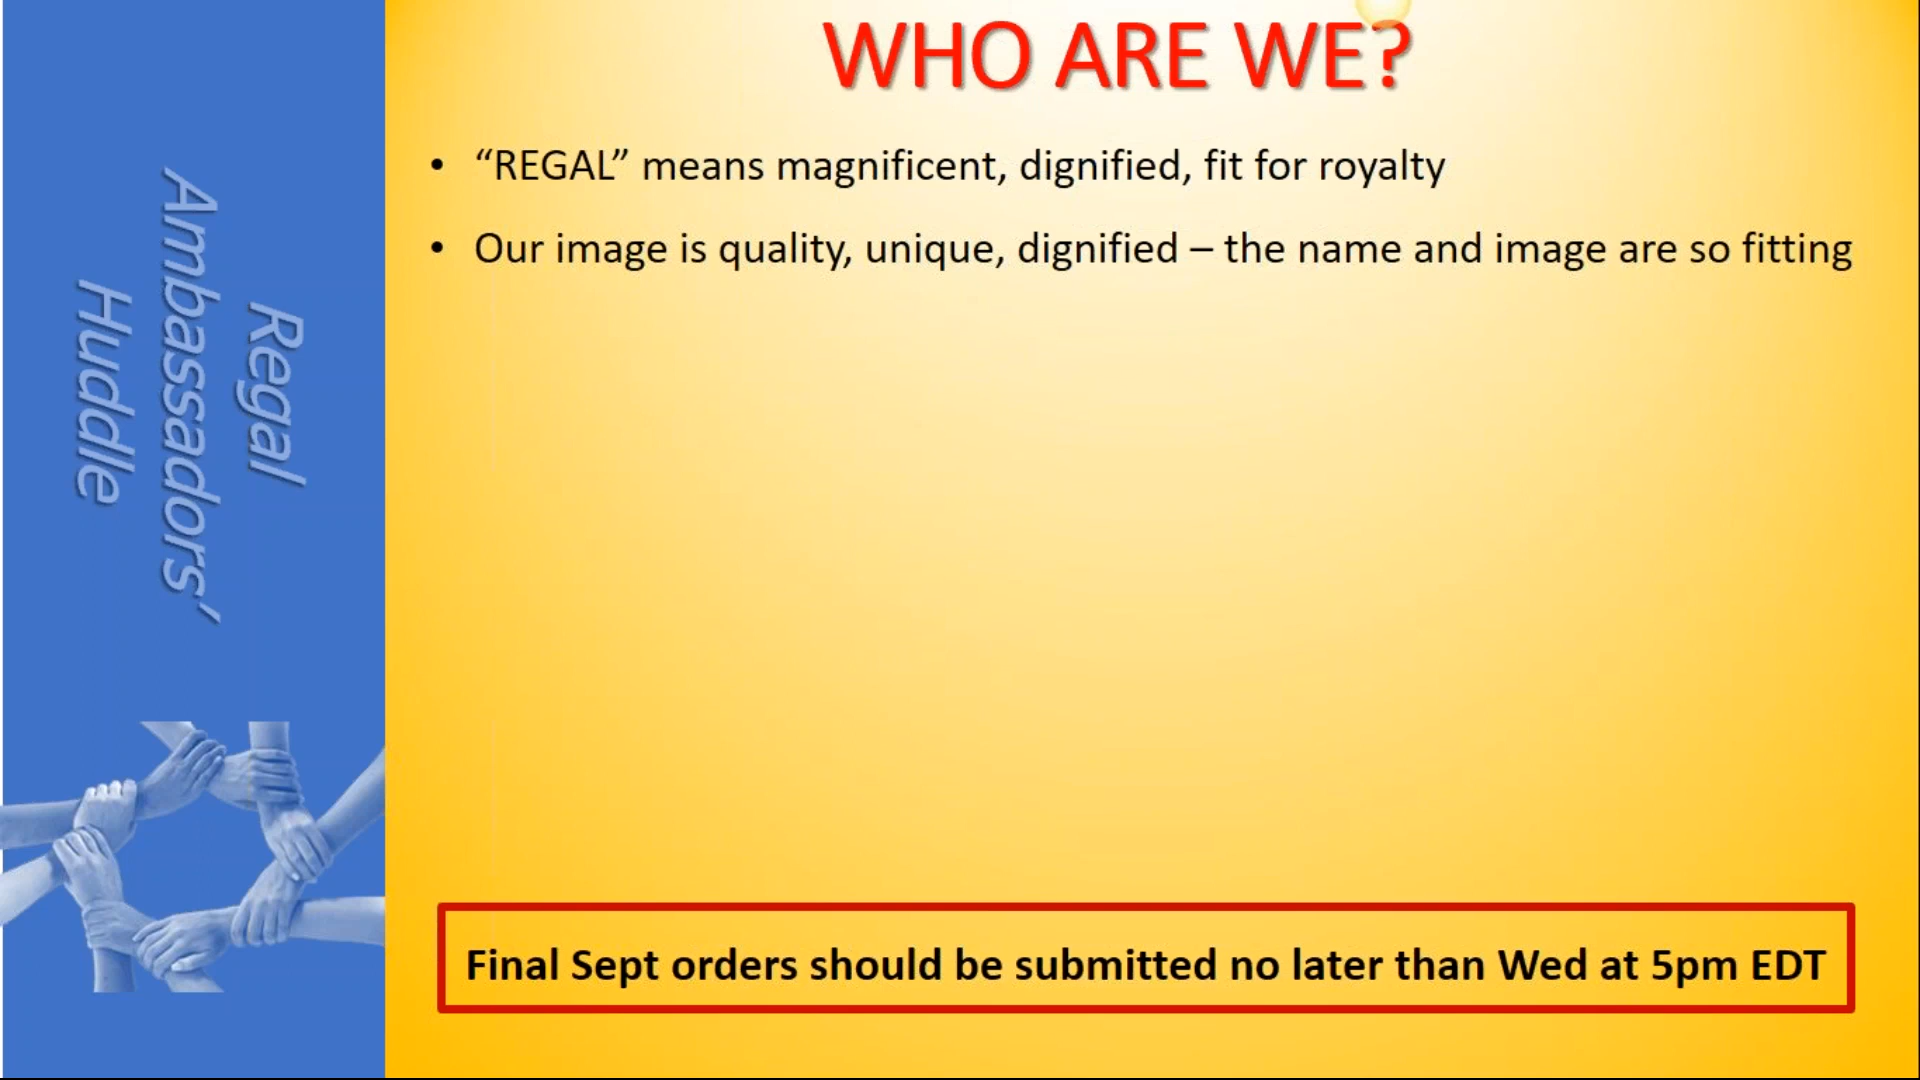 WHO ARE WE?
• “REGAL” means magnificent, dignified, fit for royalty
• Our image is quality, unique, dignified – the name and image are so fitting
Regal
Ambassadors’
Huddle
Final Sept orders should be submitted no later than Wed at 5pm EDT